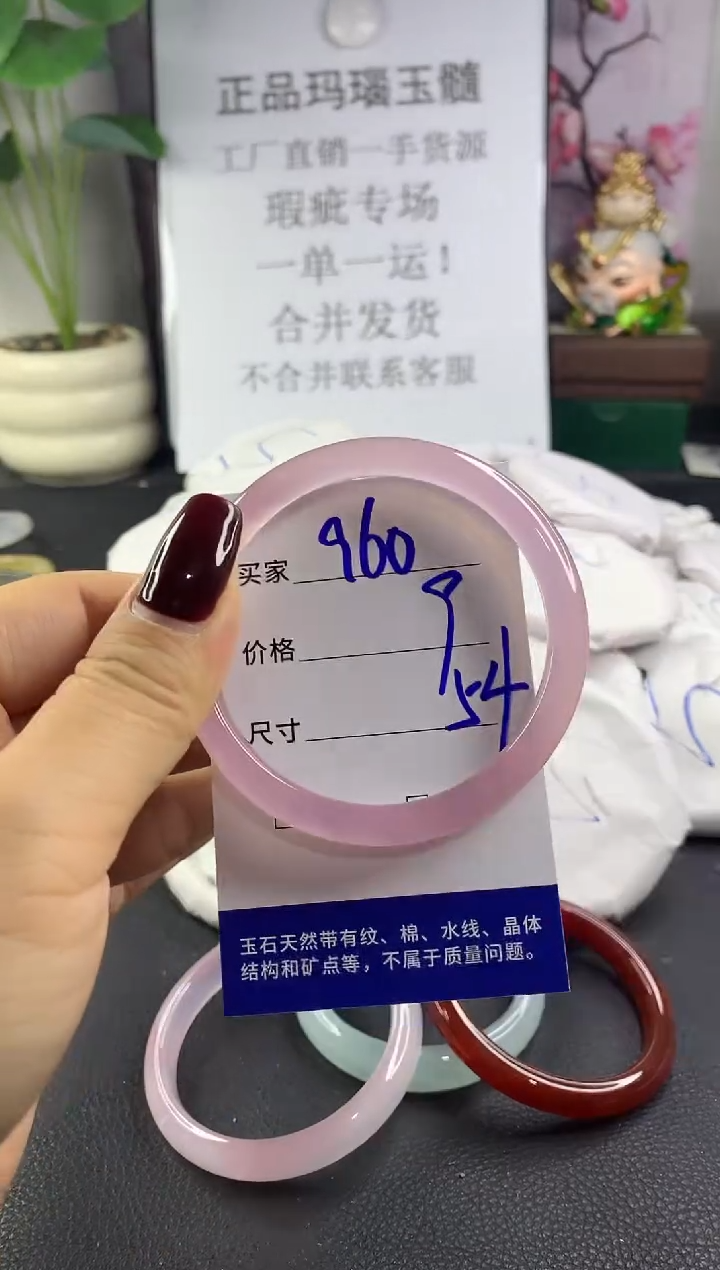 正品玛瑙玉髓
工厂直销一手货源
瑕疵专场
一单一运！
合并发货
不合并联系客服
买家 960
价格 9
尺寸 54
玉石天然带有纹、棉、水线、晶体
结构和矿点等，不属于质量问题。